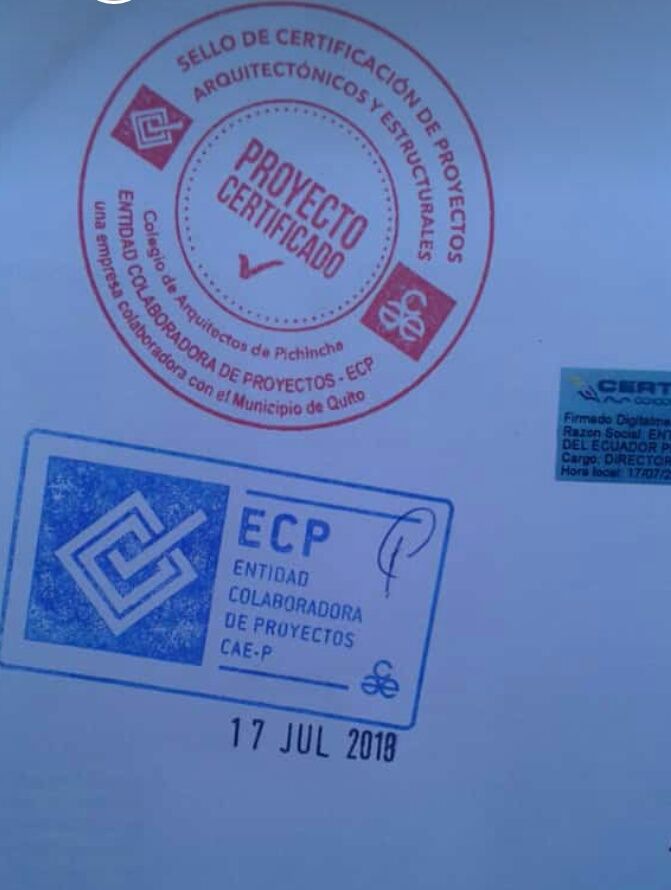 SELLO DE CERTIFICACIÓN DE PROYECTOS
ARQUITECTÓNICOS Y ESTRUCTURALES
PROYECTO
CERTIFICADO
Colegio de Arquitectos de Pichincha
ENTIDAD COLABORADORA DE PROYECTOS - ECP
una empresa colaboradora con el Municipio de Quito
cae
CERT
Firmado Digitalme
Razon Social: ENT
DEL ECUADOR P
Cargo: DIRECTOR
Hora local: 17/07/2
ECP
ENTIDAD
COLABORADORA
DE PROYECTOS
CAE-P
cae
17 JUL 2018